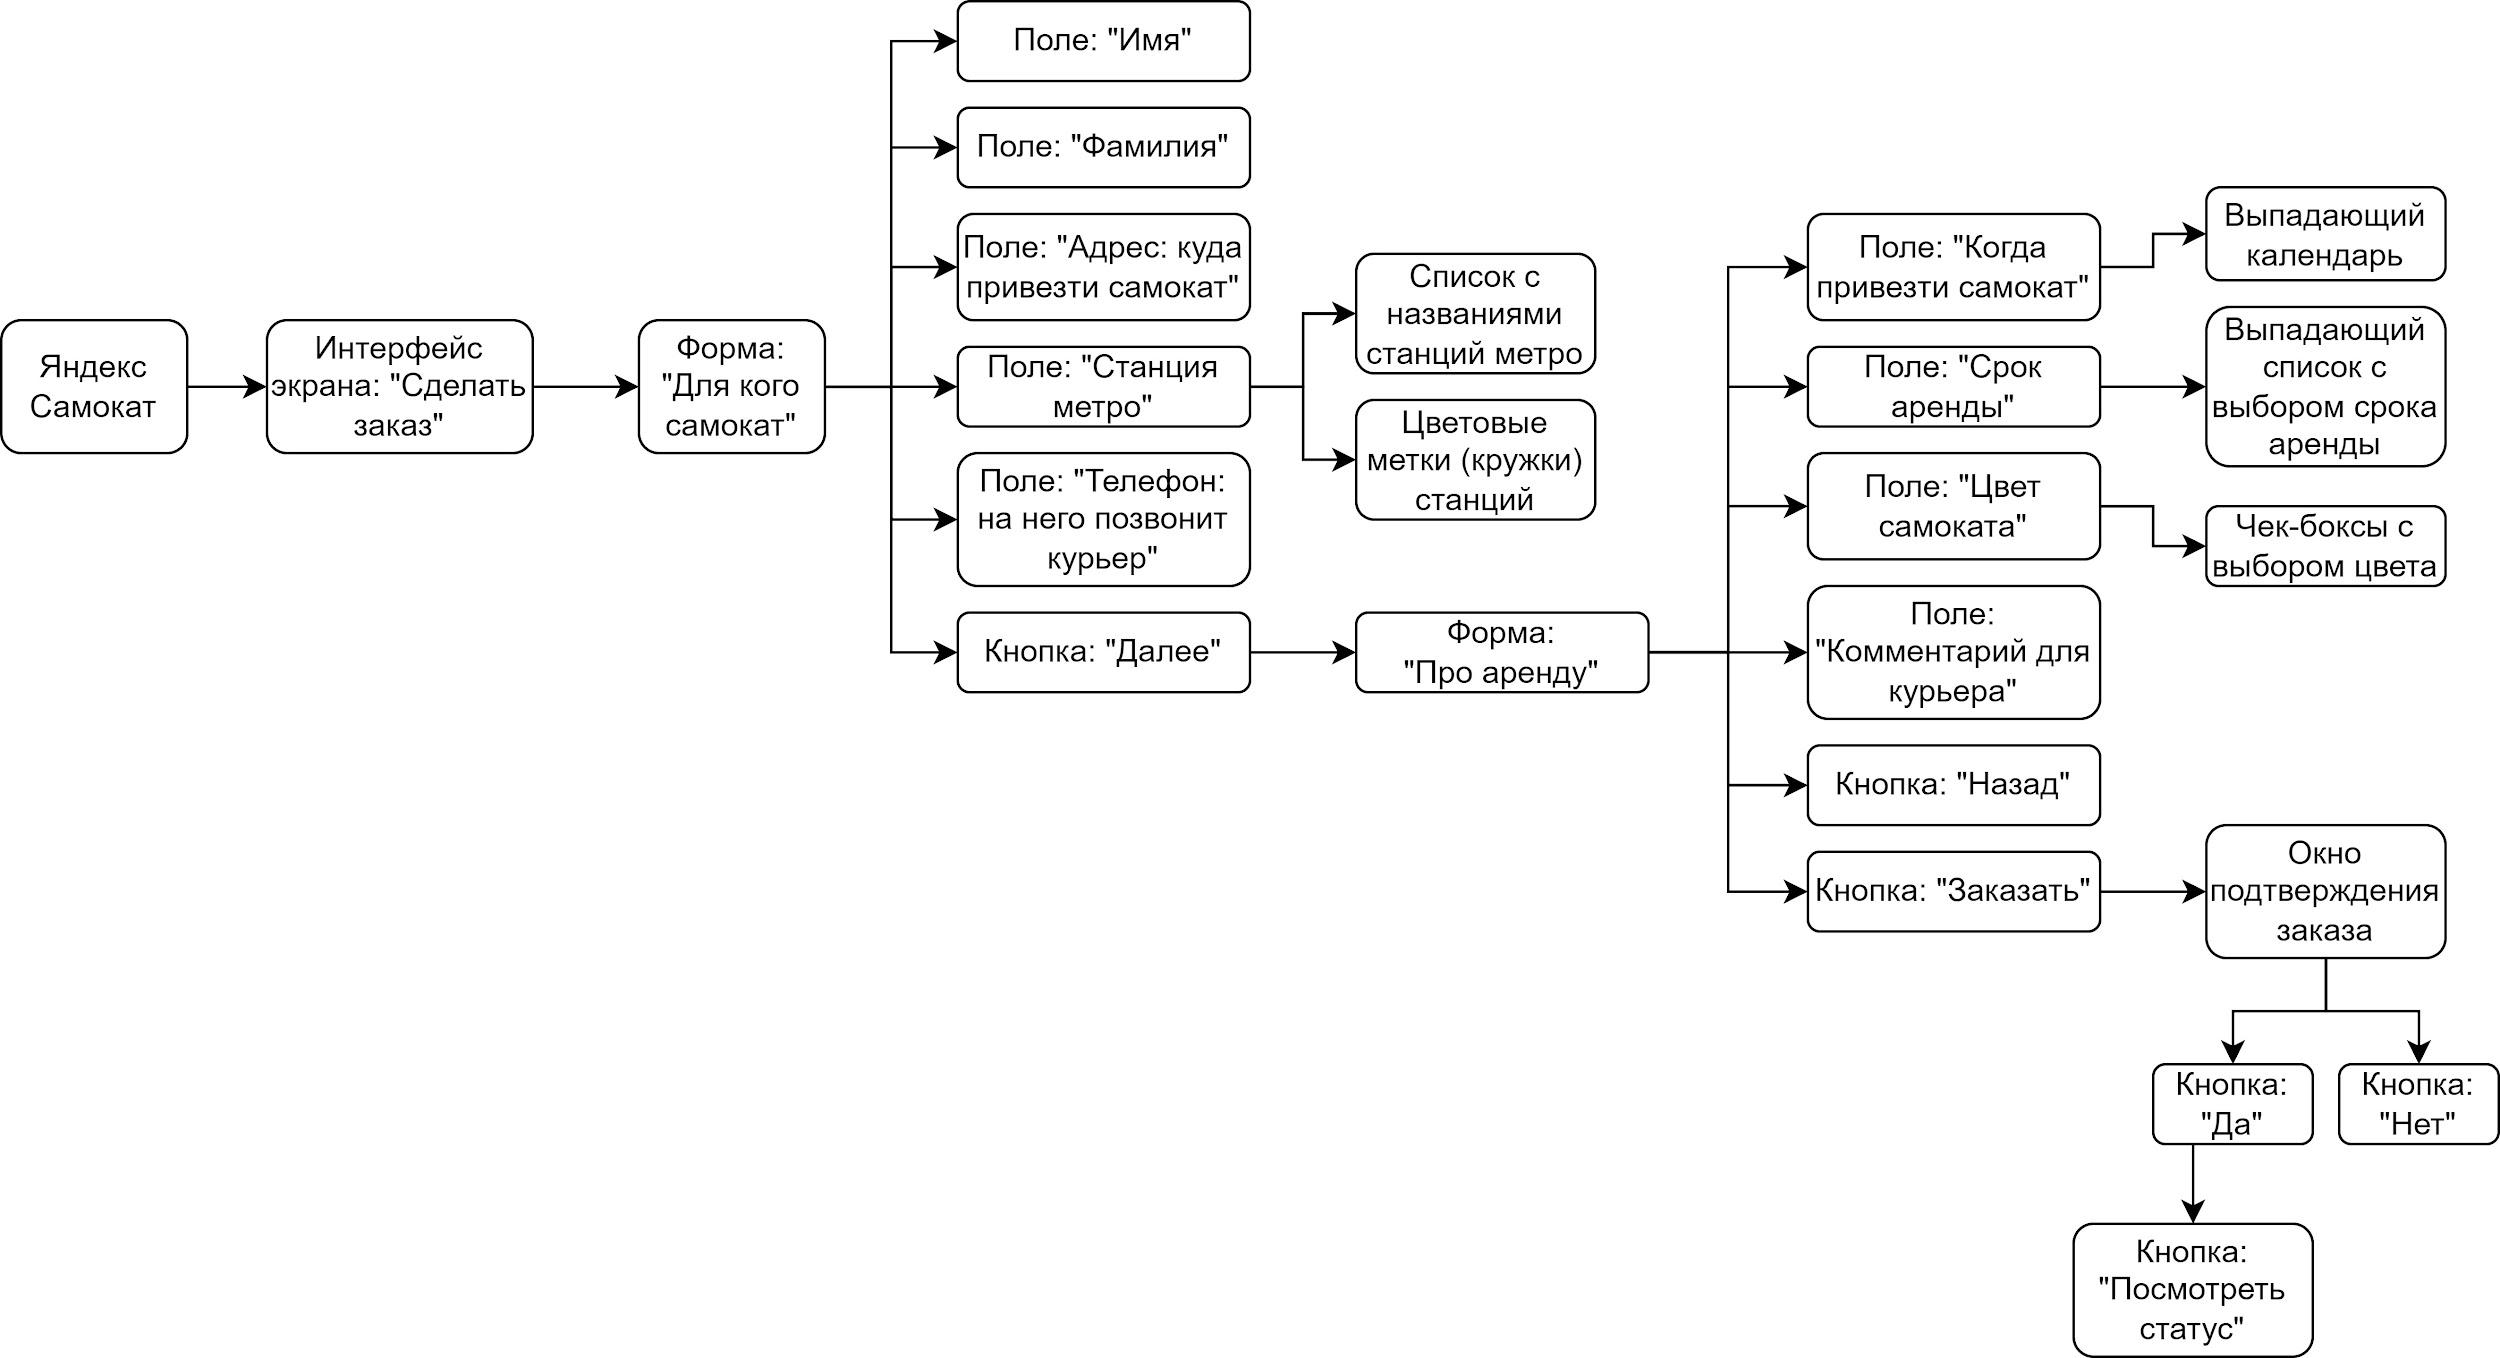 Яндекс
Самокат
Интерфейс
экрана: "Сделать
заказ"
Форма:
"Для кого
самокат"
Поле: "Имя"
Поле: "Фамилия"
Поле: "Адрес: куда
привезти самокат"
Поле: "Станция
метро"
Поле: "Телефон:
на него позвонит
курьер"
Кнопка: "Далее"
Список с
названиями
станций метро
Цветовые
метки (кружки)
станций
Форма:
"Про аренду"
Поле: "Когда
привезти самокат"
Поле: "Срок
аренды"
Поле: "Цвет
самоката"
Поле:
"Комментарий для
курьера"
Кнопка: "Назад"
Кнопка: "Заказать"
Выпадающий
календарь
Выпадающий
список с
выбором срока
аренды
Чек-боксы с
выбором цвета
Окно
подтверждения
заказа
Кнопка:
"Да"
Кнопка:
"Нет"
Кнопка:
"Посмотреть
статус"